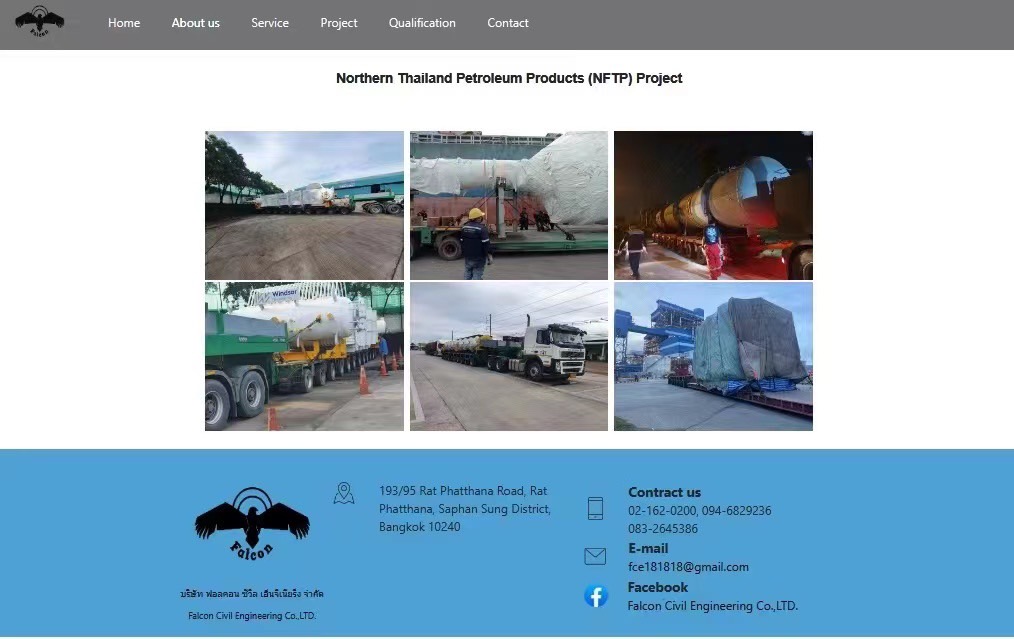 Falcon
Home
About us
Service
Project
Qualification
Contact
Northern Thailand Petroleum Products (NFTP) Project
Windsor
Falcon
บริษัท ฟอลคอน ซีวิล เอ็นจิเนียริ่ง จำกัด
Falcon Civil Engineering Co.,LTD.
193/95 Rat Phatthana Road, Rat
Phatthana, Saphan Sung District,
Bangkok 10240
Contract us
02-162-0200, 094-6829236
083-2645386
E-mail
fce181818@gmail.com
Facebook
Falcon Civil Engineering Co.,LTD.